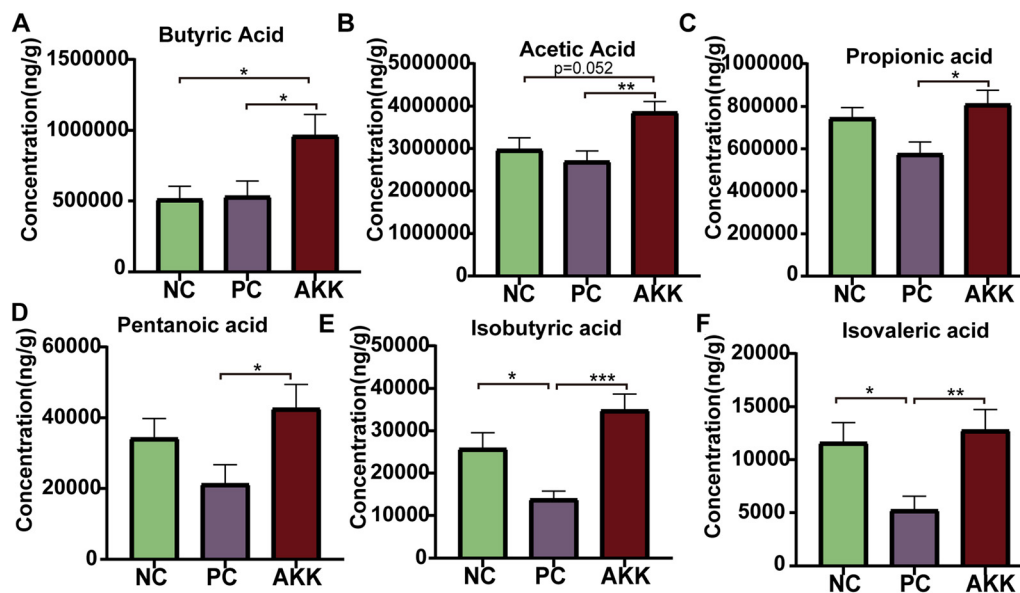 A
Butyric Acid
Concentration(ng/g)
1500000
1000000
500000
0
*
*
NC PC AKK
B
Acetic Acid
p=0.052
Concentration(ng/g)
5000000
4000000
3000000
2000000
1000000
0
**
NC PC AKK
C
Propionic acid
Concentration(ng/g)
1000000
800000
600000
400000
200000
0
*
NC PC AKK
D
Pentanoic acid
Concentration(ng/g)
60000
40000
20000
0
*
NC PC AKK
E
Isobutyric acid
Concentration(ng/g)
50000
40000
30000
20000
10000
0
*
***
NC PC AKK
F
Isovaleric acid
Concentration(ng/g)
20000
15000
10000
5000
0
*
**
NC PC AKK